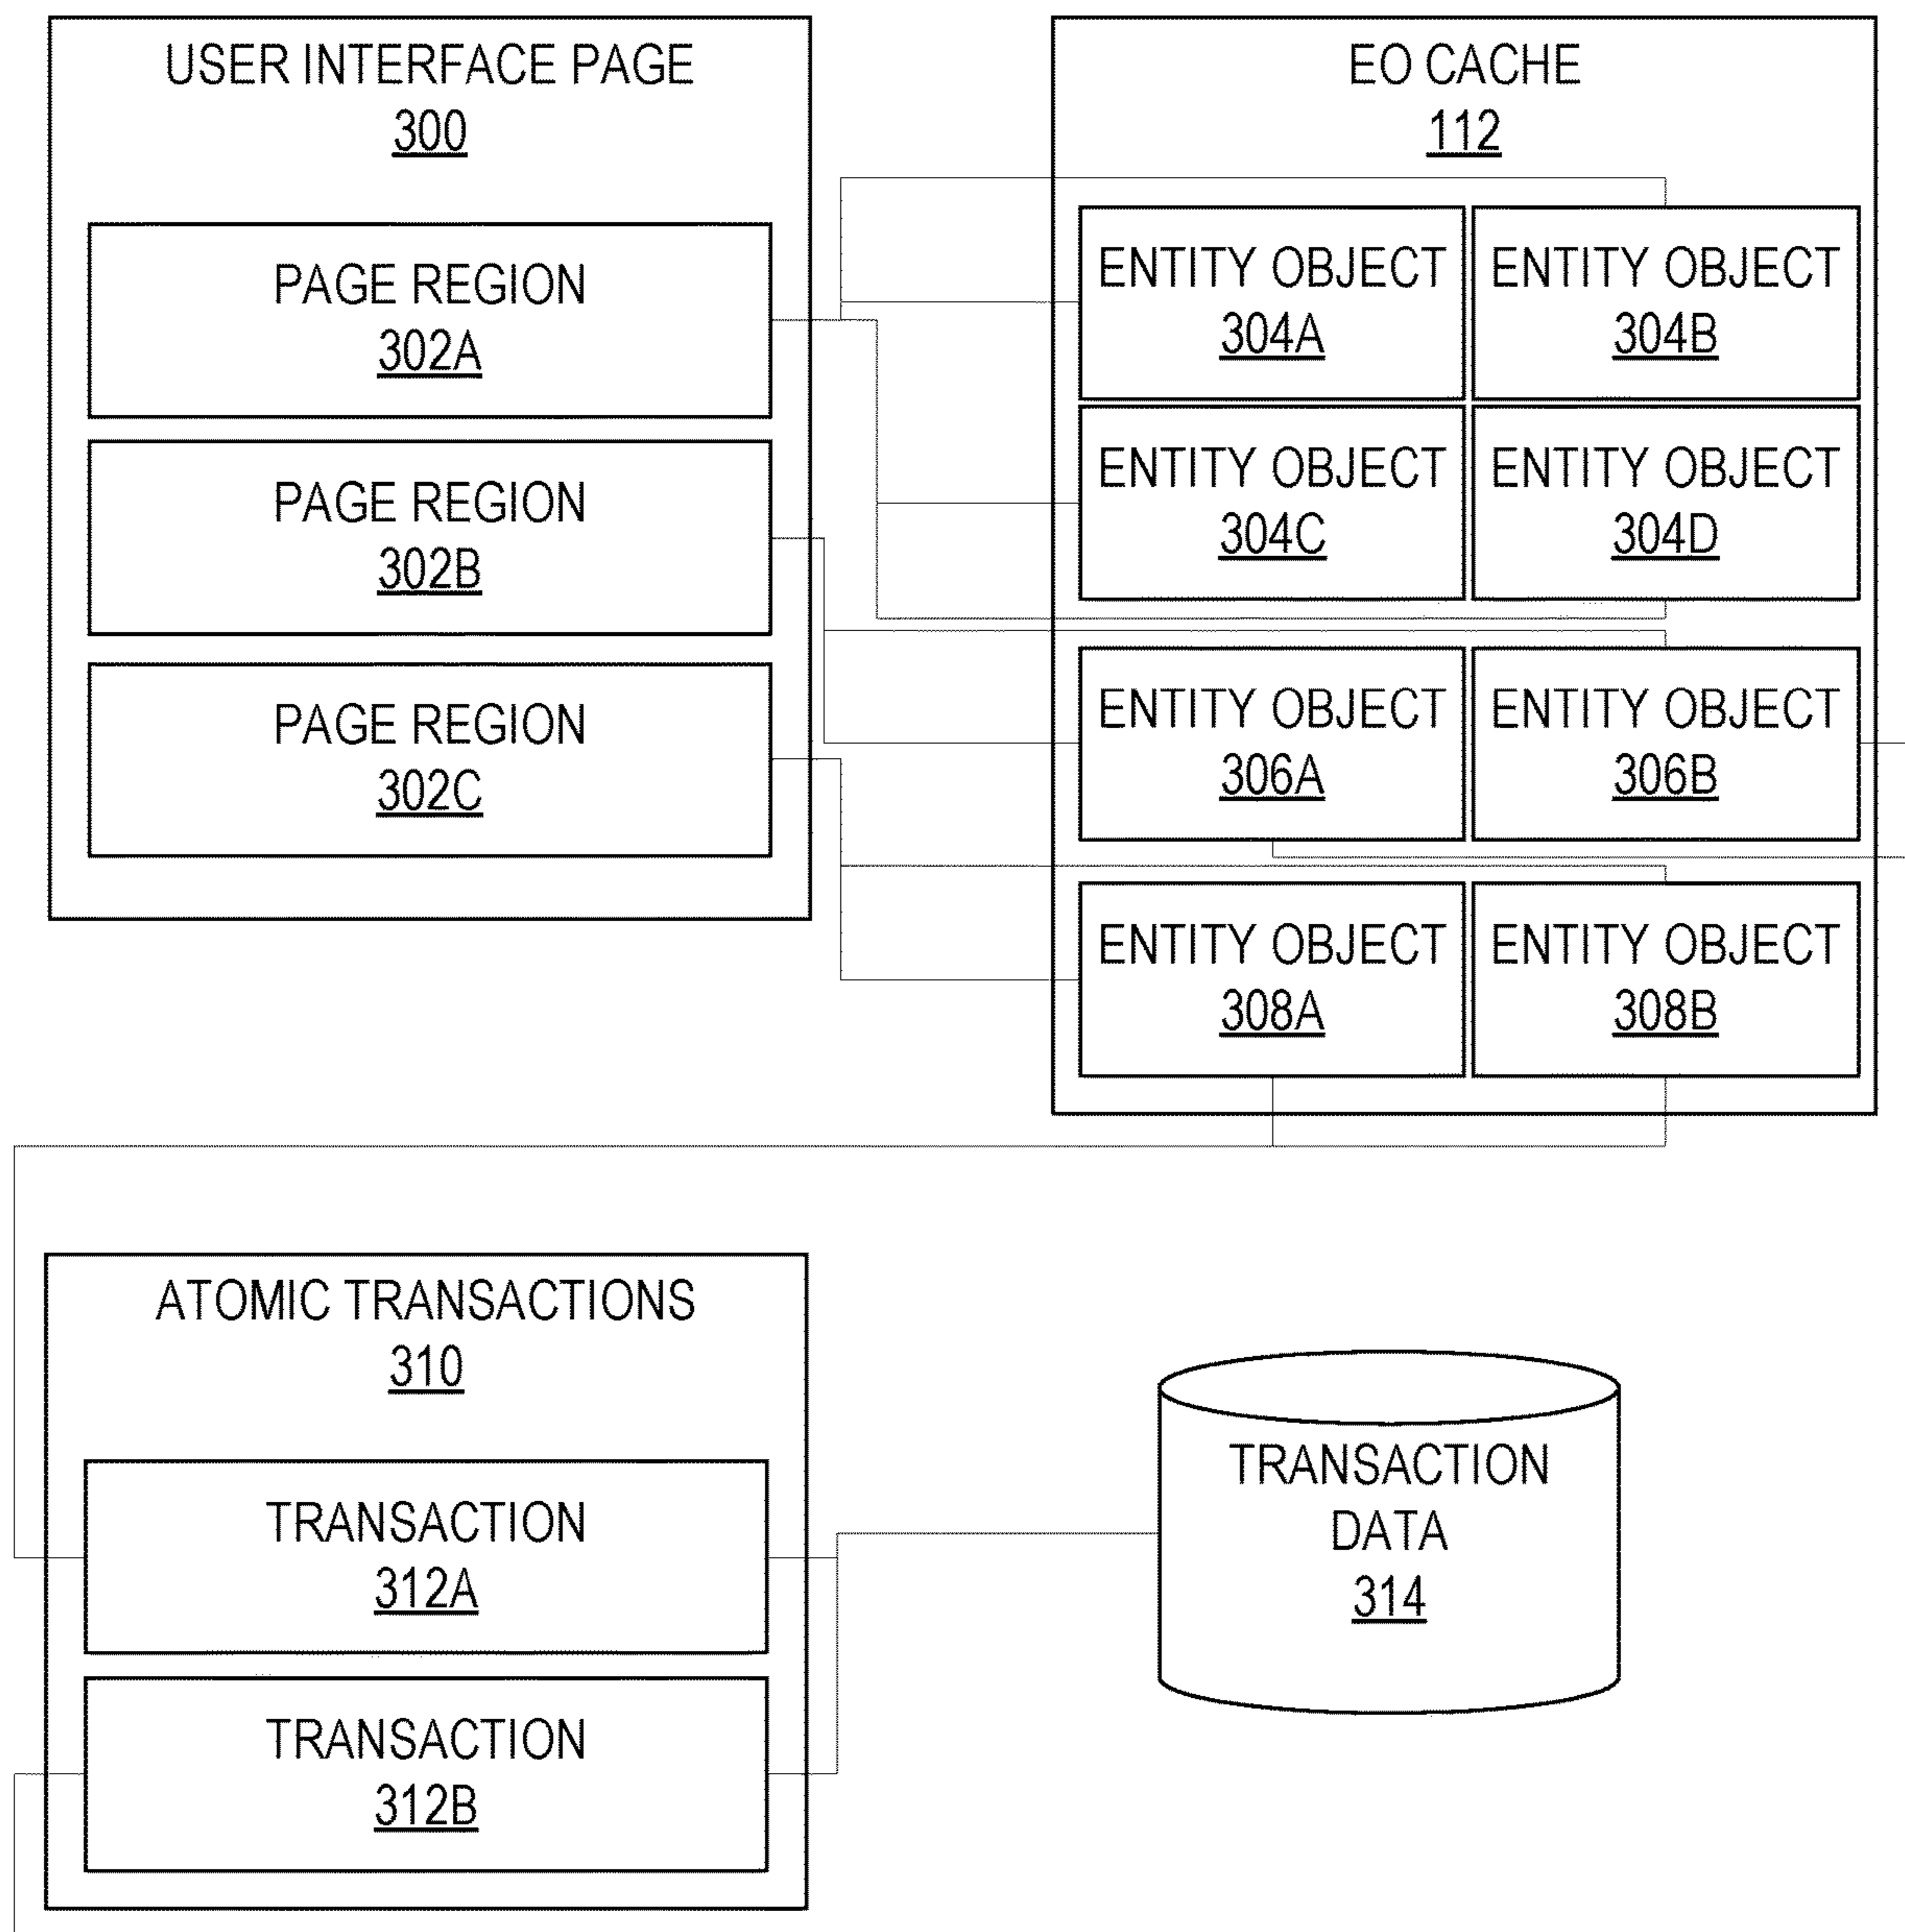 USER INTERFACE PAGE
300
PAGE REGION
302A
PAGE REGION
302B
PAGE REGION
302C
EO CACHE
112
ENTITY OBJECT
304A
ENTITY OBJECT
304B
ENTITY OBJECT
304C
ENTITY OBJECT
304D
ENTITY OBJECT
306A
ENTITY OBJECT
306B
ENTITY OBJECT
308A
ENTITY OBJECT
308B
ATOMIC TRANSACTIONS
310
TRANSACTION
312A
TRANSACTION
312B
TRANSACTION
DATA
314